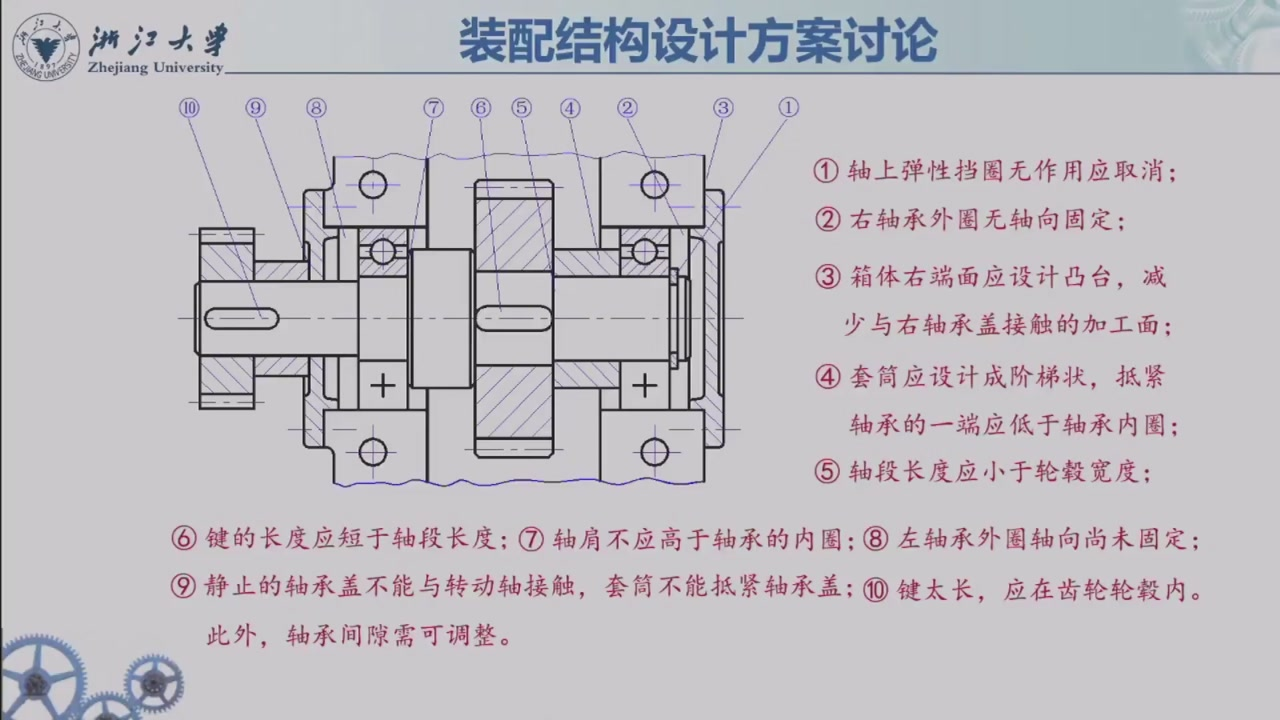 浙江大学
Zhejiang University
装配结构设计方案讨论
⑩ ⑨ ⑧ ⑦ ⑥ ⑤ ④ ② ③ ①
① 轴上弹性挡圈无作用应取消；
② 右轴承外圈无轴向固定；
③ 箱体右端面应设计凸台，减
少与右轴承盖接触的加工面；
④ 套筒应设计成阶梯状，抵紧
轴承的一端应低于轴承内圈；
⑤ 轴段长度应小于轮毂宽度；
⑥ 键的长度应短于轴段长度；⑦ 轴肩不应高于轴承的内圈；⑧ 左轴承外圈轴向尚未固定；
⑨ 静止的轴承盖不能与转动轴接触，套筒不能抵紧轴承盖；⑩ 键太长，应在齿轮轮毂内。
此外，轴承间隙需可调整。